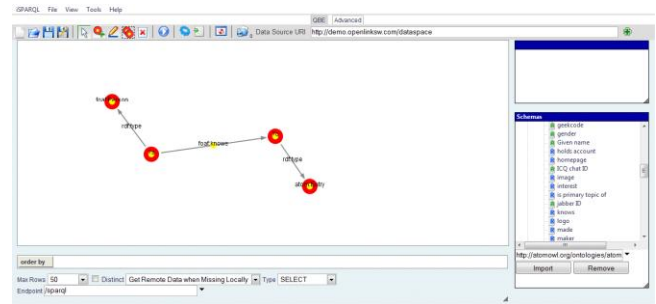 iSPARQL File View Tools Help
QBE Advanced
Data Source URI http://demo.openlinksw.com/dataspace
rdf:type
foaf:knows
rdf:type
Schemas
geekcode
gender
Given name
holds account
homepage
ICQ chat ID
image
interest
is primary topic of
jabber ID
knows
logo
made
maker
order by
http://atomowl.org/ontologies/atom
Import Remove
Max Rows 50 Distinct Get Remote Data when Missing Locally Type SELECT
Endpoint /sparql